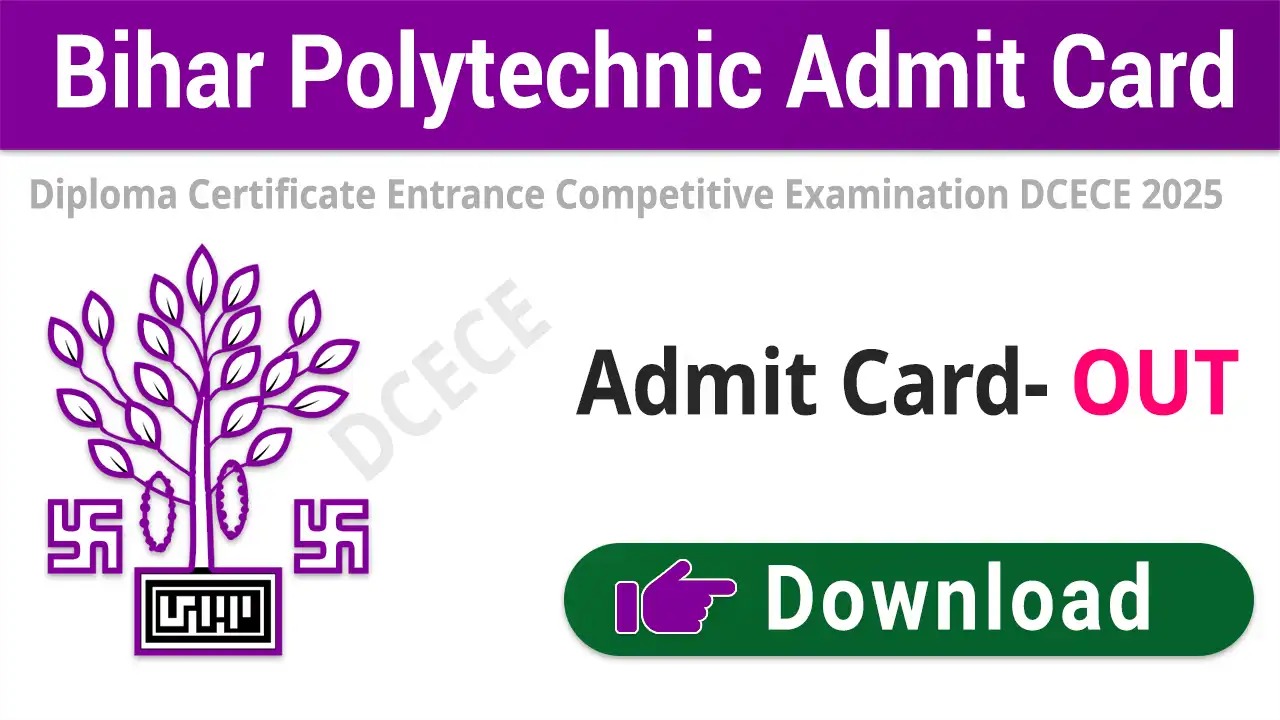 Bihar Polytechnic Admit Card
Diploma Certificate Entrance Competitive Examination DCECE 2025
DCECE
Admit Card- OUT
Download